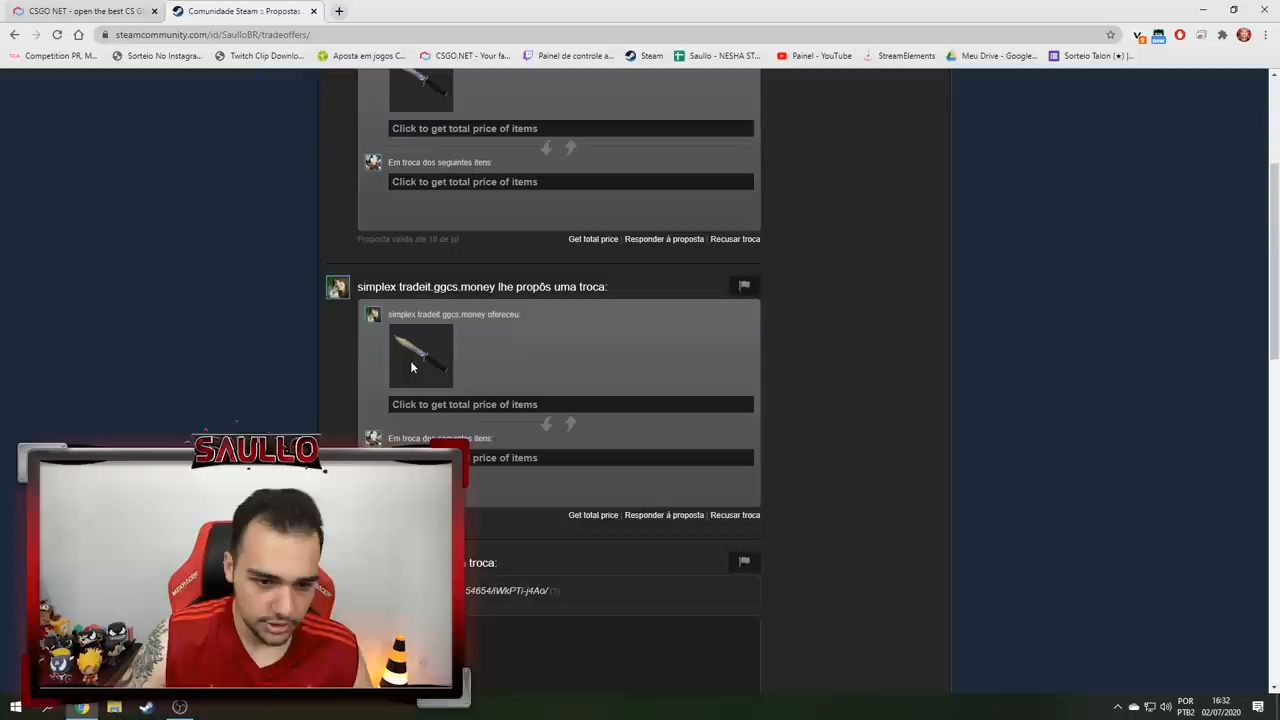 CSGO NET - open the best CS G
Comunidade Steam :: Propostas
steamcommunity.com/id/SaulloBR/tradeoffers/
Competition PR, M...
Sorteio No Instagra...
Twitch Clip Downlo...
Aposta em jogos C...
CSGO.NET - Your fa...
Painel de controle a...
Steam
Saullo - NESHA ST...
Painel - YouTube
StreamElements
Meu Drive - Google...
Sorteio Talon (★) |...
Click to get total price of items
Em troca dos seguintes itens:
Click to get total price of items
Proposta válida até 16 de jul
Get total price | Responder à proposta | Recusar troca
simplex tradeit.ggcs.money lhe propôs uma troca:
simplex tradeit.ggcs.money ofereceu:
Click to get total price of items
Em troca dos seguintes itens:
price of items
Get total price | Responder à proposta | Recusar troca
troca:
54654/iWkPTi-j4Ao/ (?)
SAULLO
MAXRACER
POR
PTB2
16:32
02/07/2020